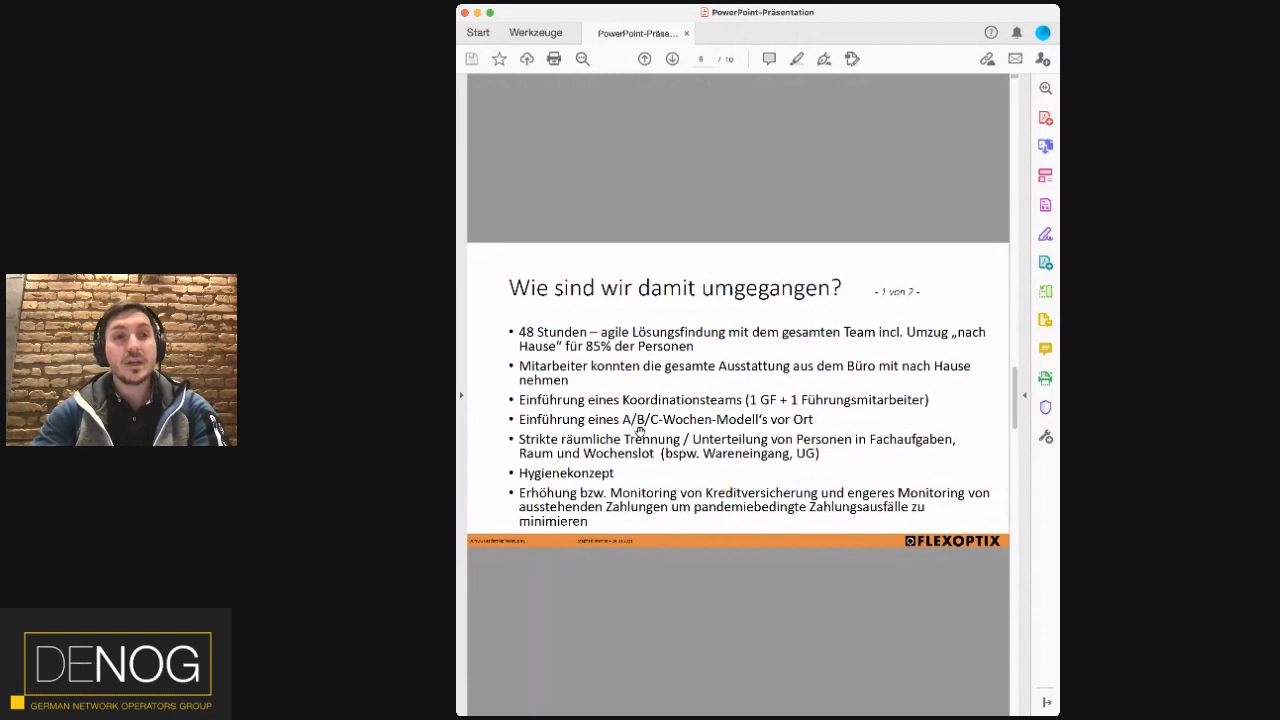 PowerPoint-Präsentation
Start
Werkzeuge
PowerPoint-Präse...
/ 10
Wie sind wir damit umgegangen?
- 1 von 2 -
• 48 Stunden – agile Lösungsfindung mit dem gesamten Team incl. Umzug „nach
Hause“ für 85% der Personen
• Mitarbeiter konnten die gesamte Ausstattung aus dem Büro mit nach Hause
nehmen
• Einführung eines Koordinationsteams (1 GF + 1 Führungsmitarbeiter)
• Einführung eines A/B/C-Wochen-Modell‘s vor Ort
• Strikte räumliche Trennung / Unterteilung von Personen in Fachaufgaben,
Raum und Wochenslot (bspw. Wareneingang, UG)
• Hygienekonzept
• Erhöhung bzw. Monitoring von Kreditversicherung und engeres Monitoring von
ausstehenden Zahlungen um pandemiebedingte Zahlungsausfälle zu
minimieren
FLEXOPTIX
DENOG
GERMAN NETWORK OPERATORS GROUP